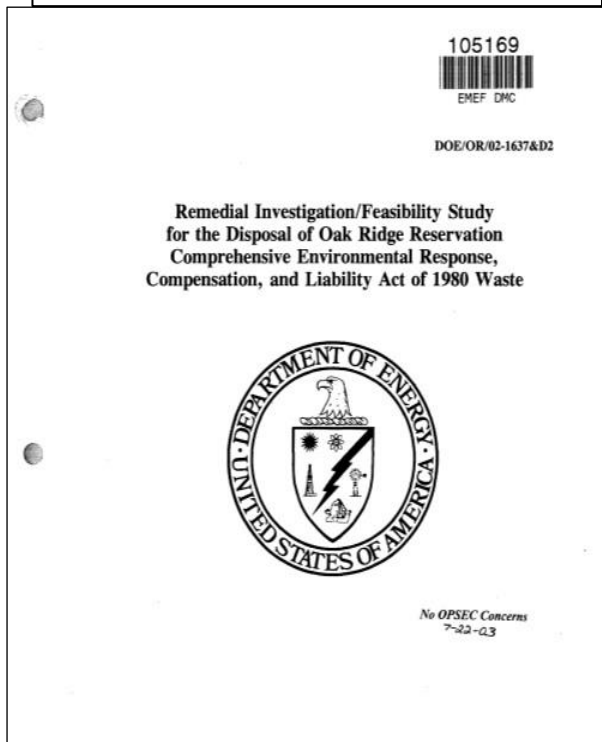 105169
EMEF DMC
DOE/OR/02-1637&D2
Remedial Investigation/Feasibility Study
for the Disposal of Oak Ridge Reservation
Comprehensive Environmental Response,
Compensation, and Liability Act of 1980 Waste
DEPARTMENT OF ENERGY
UNITED STATES OF AMERICA
No OPSEC Concerns
7-22-03